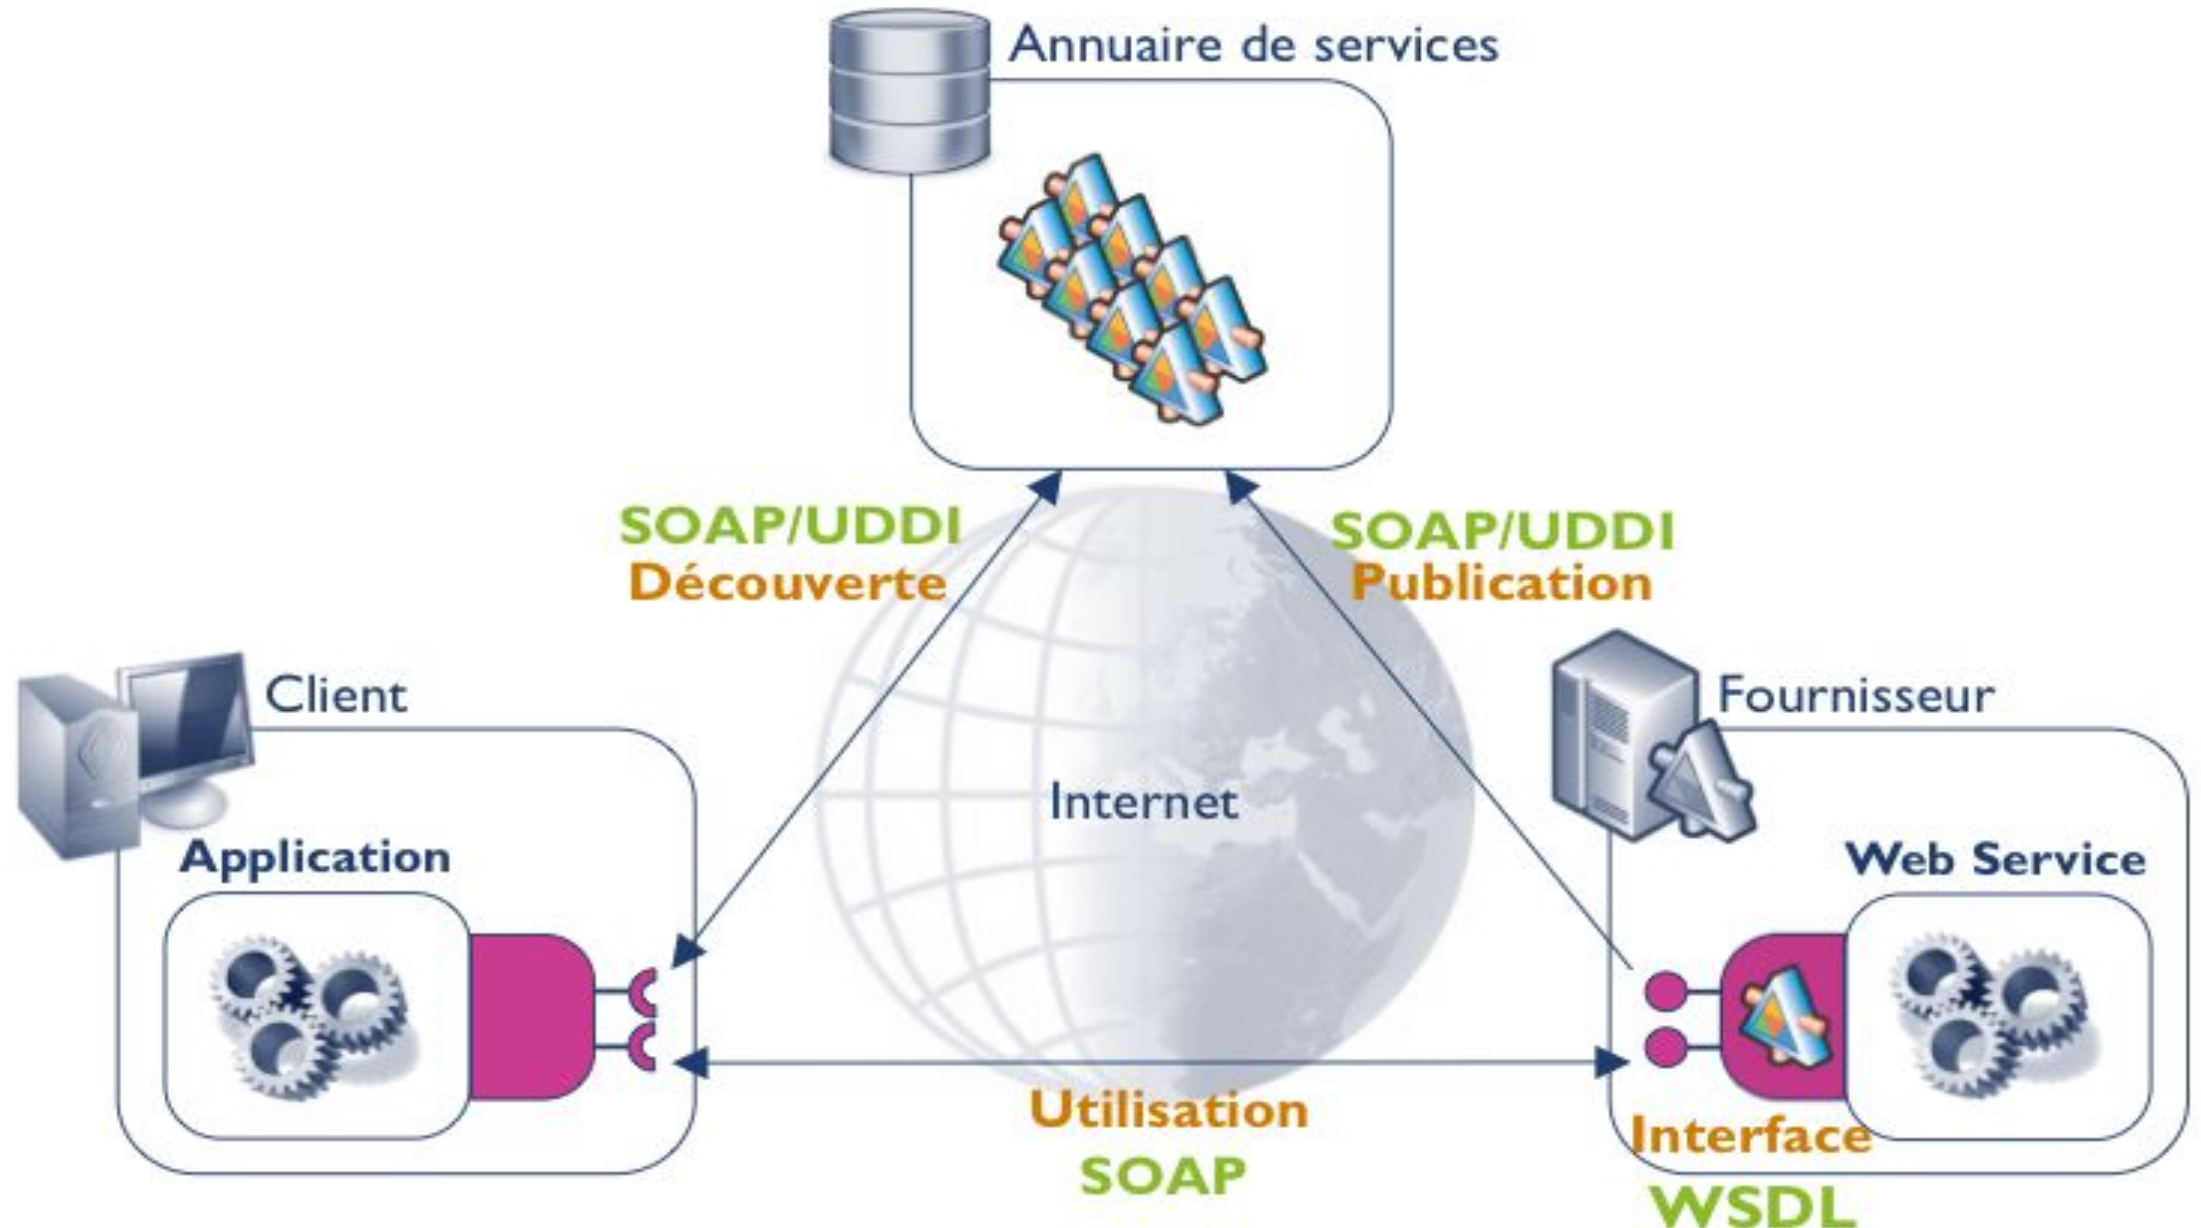 Annuaire de services
SOAP/UDDI
Découverte
SOAP/UDDI
Publication
Client
Fournisseur
Internet
Application
Web Service
Utilisation
SOAP
Interface
WSDL